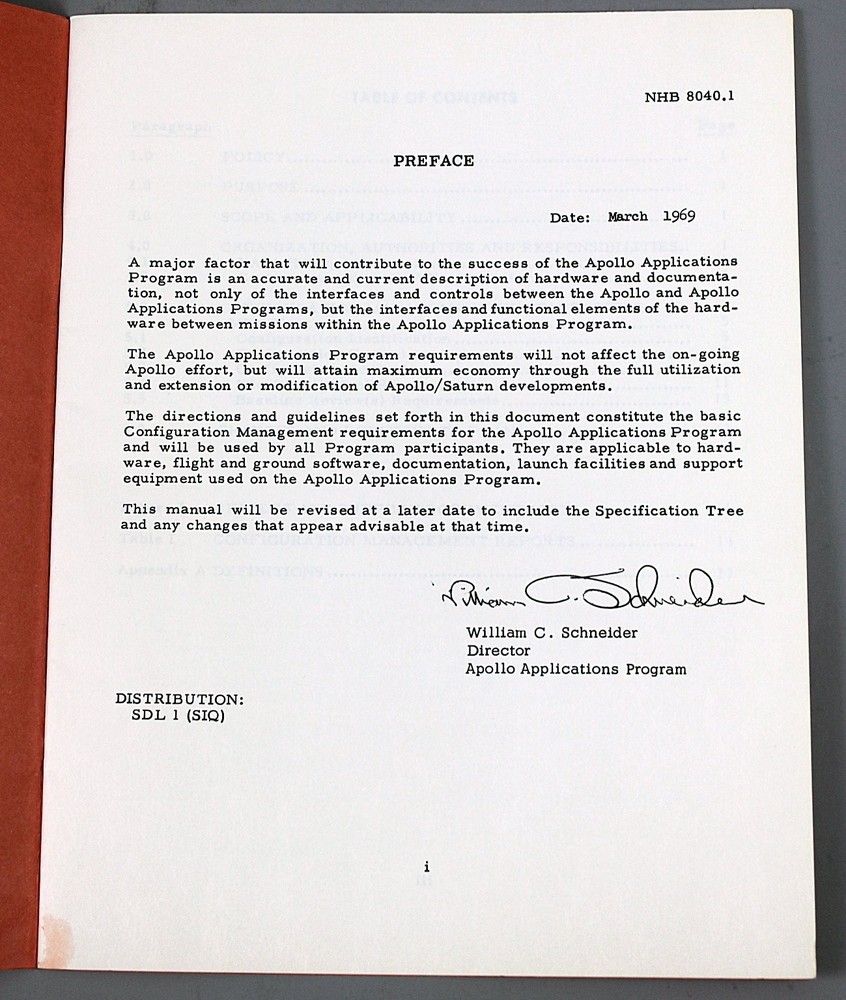 NHB 8040.1
PREFACE
Date: March 1969
A major factor that will contribute to the success of the Apollo Applications
Program is an accurate and current description of hardware and documenta-
tion, not only of the interfaces and controls between the Apollo and Apollo
Applications Programs, but the interfaces and functional elements of the hard-
ware between missions within the Apollo Applications Program.
The Apollo Applications Program requirements will not affect the on-going
Apollo effort, but will attain maximum economy through the full utilization
and extension or modification of Apollo/Saturn developments.
The directions and guidelines set forth in this document constitute the basic
Configuration Management requirements for the Apollo Applications Program
and will be used by all Program participants. They are applicable to hard-
ware, flight and ground software, documentation, launch facilities and support
equipment used on the Apollo Applications Program.
This manual will be revised at a later date to include the Specification Tree
and any changes that appear advisable at that time.
William C. Schneider
William C. Schneider
Director
Apollo Applications Program
DISTRIBUTION:
SDL 1 (SIQ)
i